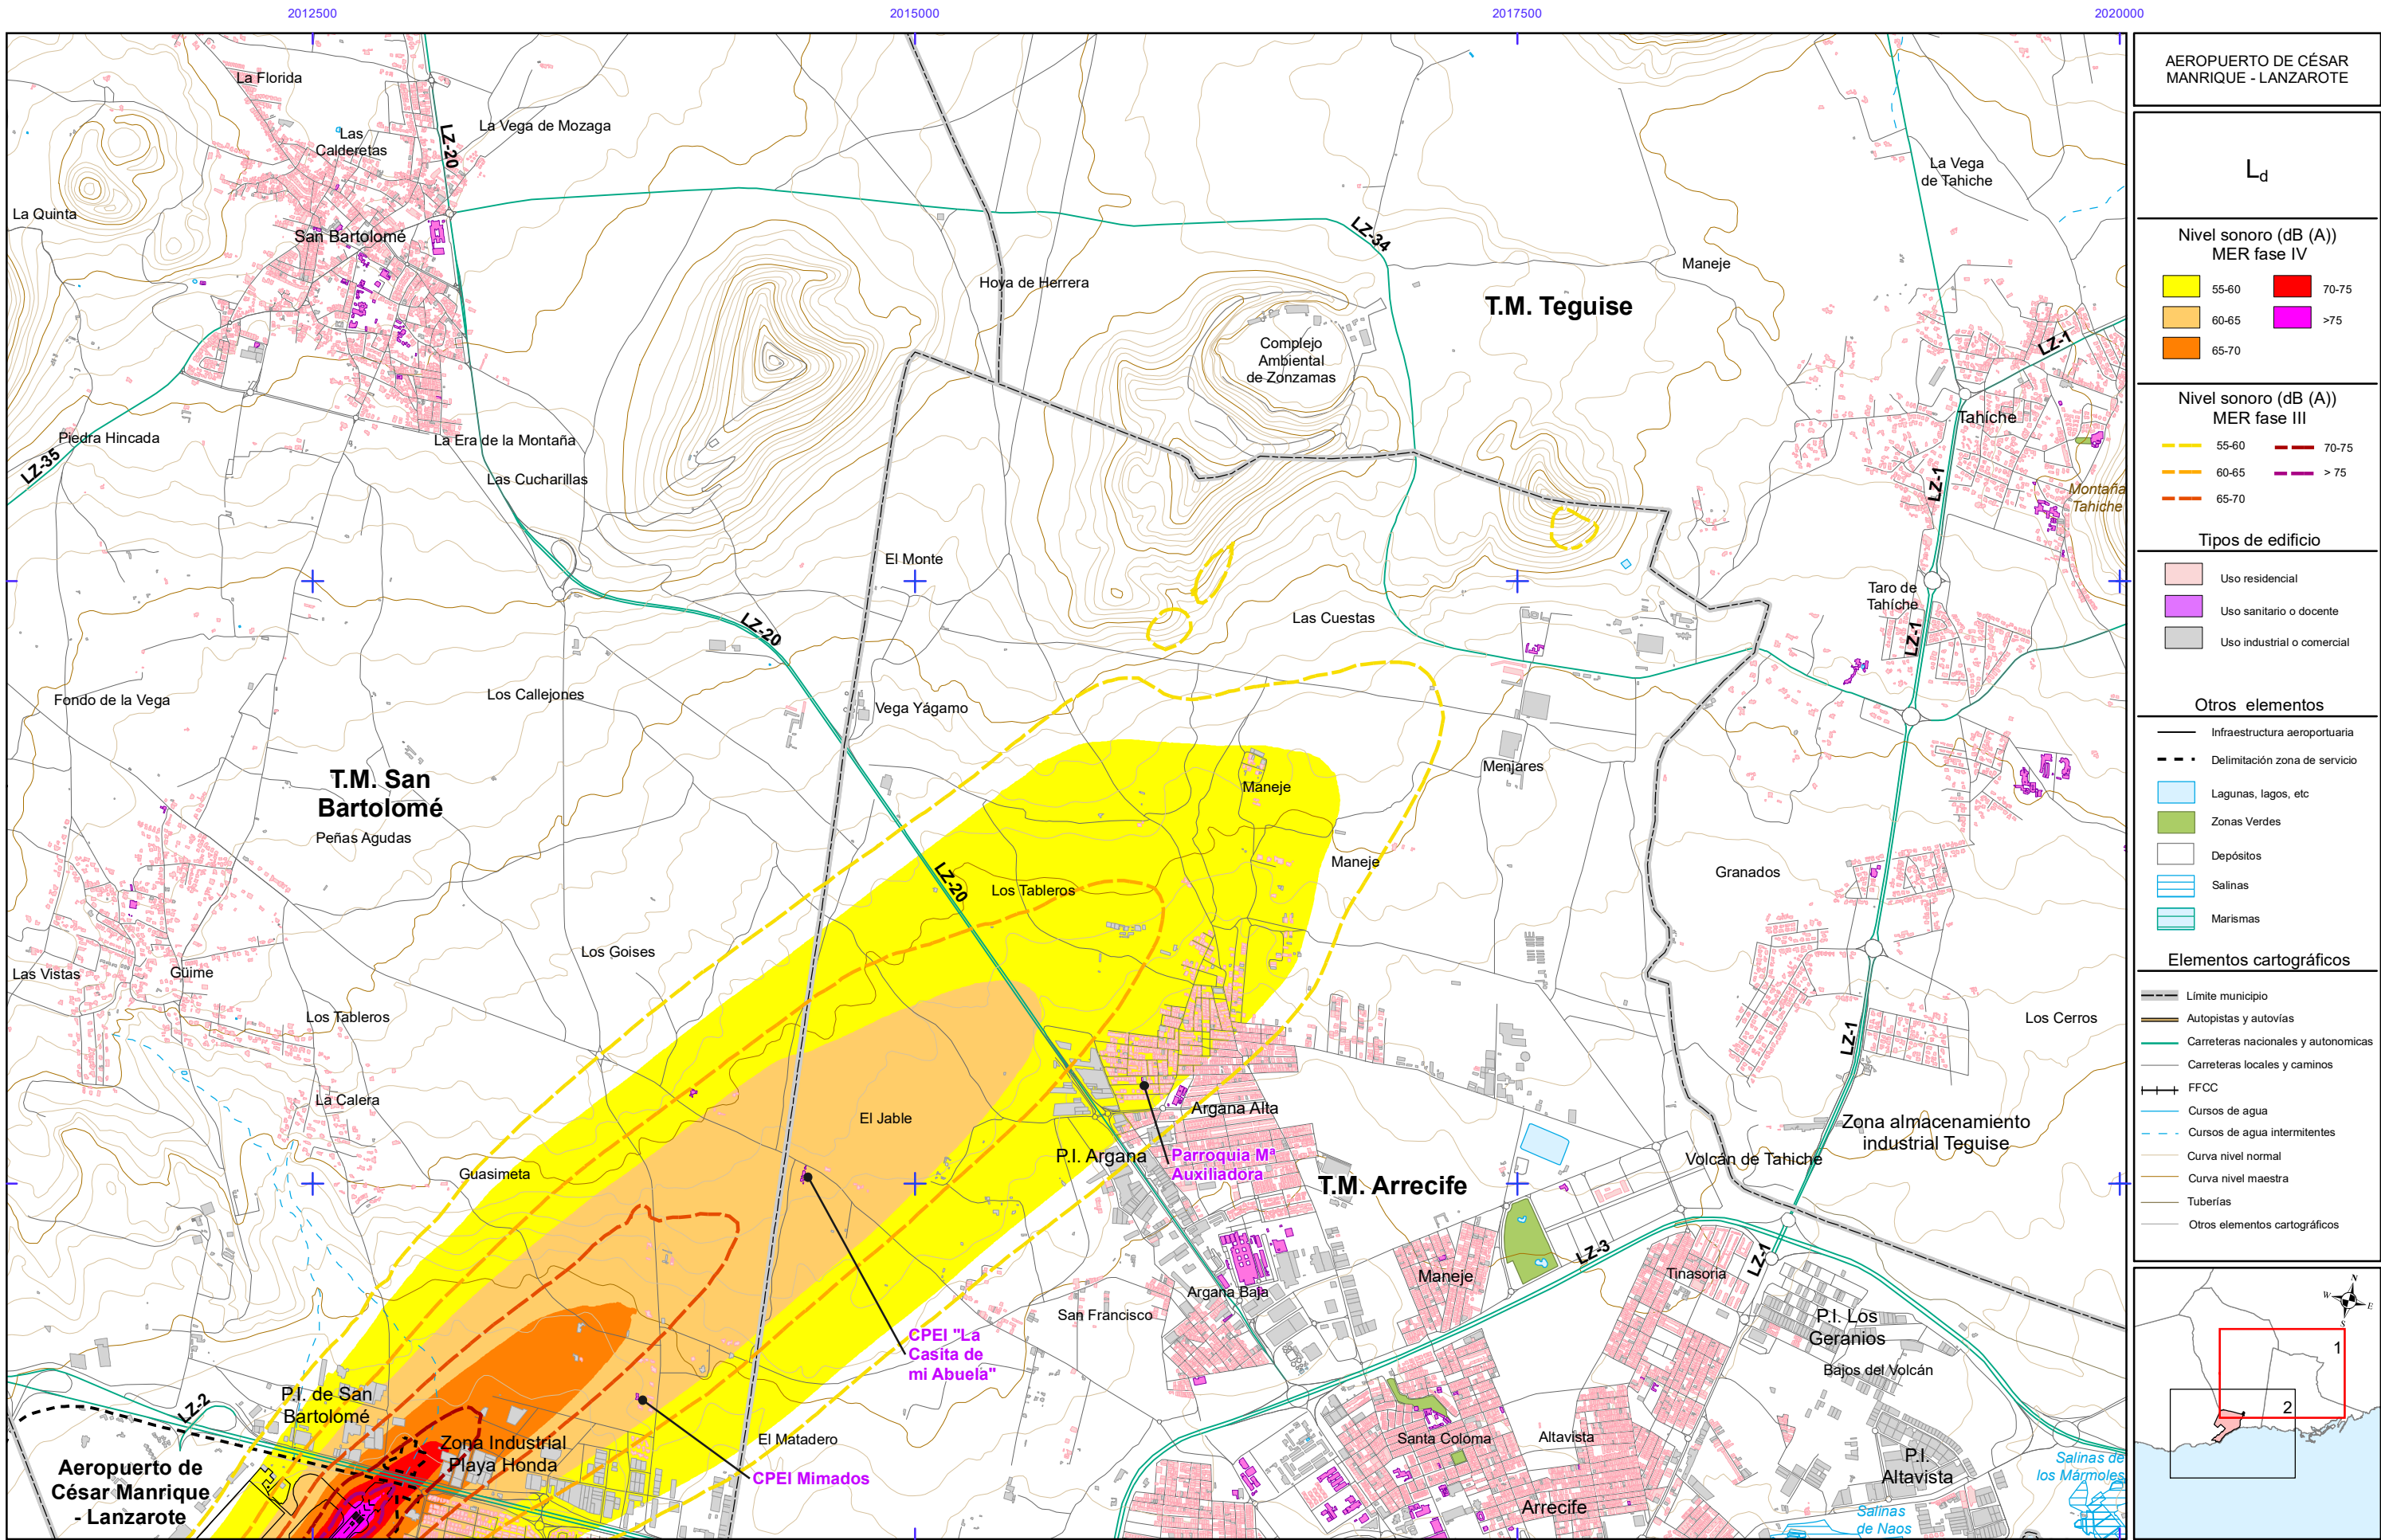 2012500
2015000
2017500
2020000
La Florida
Las
Calderetas
La Vega de Mozaga
LZ-20
La Quinta
San Bartolomé
LZ-34
Hoya de Herrera
Maneje
La Vega
de Tahiche
T.M. Teguise
Complejo
Ambiental
de Zonzamas
LZ-1
Tahiche
Piedra Hincada
LZ-35
La Era de la Montaña
Las Cucharillas
LZ-1
Montaña
Tahiche
El Monte
Taro de
Tahiche
LZ-20
Las Cuestas
LZ-1
Fondo de la Vega
Los Callejones
Vega Yágamo
T.M. San
Bartolomé
Peñas Agudas
Menjares
Maneje
Maneje
LZ-20
Los Tableros
Granados
Los Goises
Las Vistas
Güime
Los Tableros
Los Cerros
LZ-1
La Calera
El Jable
Argana Alta
Zona almacenamiento
industrial Teguise
P.I. Argana
Parroquia Mª
Auxiliadora
Volcán de Tahiche
Guasimeta
T.M. Arrecife
LZ-3
LZ-1
Maneje
Tinasoria
Argana Baja
San Francisco
P.I. Los
Geranios
CPEI "La
Casita de
mi Abuela"
Bajos del Volcán
P.I. de San
Bartolomé
LZ-2
Zona Industrial
Playa Honda
El Matadero
Santa Coloma
Altavista
P.I.
Altavista
Salinas de
los Mármoles
Aeropuerto de
César Manrique
- Lanzarote
CPEI Mimados
Arrecife
Salinas
de Naos
AEROPUERTO DE CÉSAR
MANRIQUE - LANZAROTE
Ld
Nivel sonoro (dB (A))
MER fase IV
55-60
70-75
60-65
>75
65-70
Nivel sonoro (dB (A))
MER fase III
55-60
70-75
60-65
> 75
65-70
Tipos de edificio
Uso residencial
Uso sanitario o docente
Uso industrial o comercial
Otros elementos
Infraestructura aeroportuaria
Delimitación zona de servicio
Lagunas, lagos, etc
Zonas Verdes
Depósitos
Salinas
Marismas
Elementos cartográficos
Límite municipio
Autopistas y autovías
Carreteras nacionales y autonomicas
Carreteras locales y caminos
FFCC
Cursos de agua
Cursos de agua intermitentes
Curva nivel normal
Curva nivel maestra
Tuberías
Otros elementos cartográficos
N
W
E
S
1
2